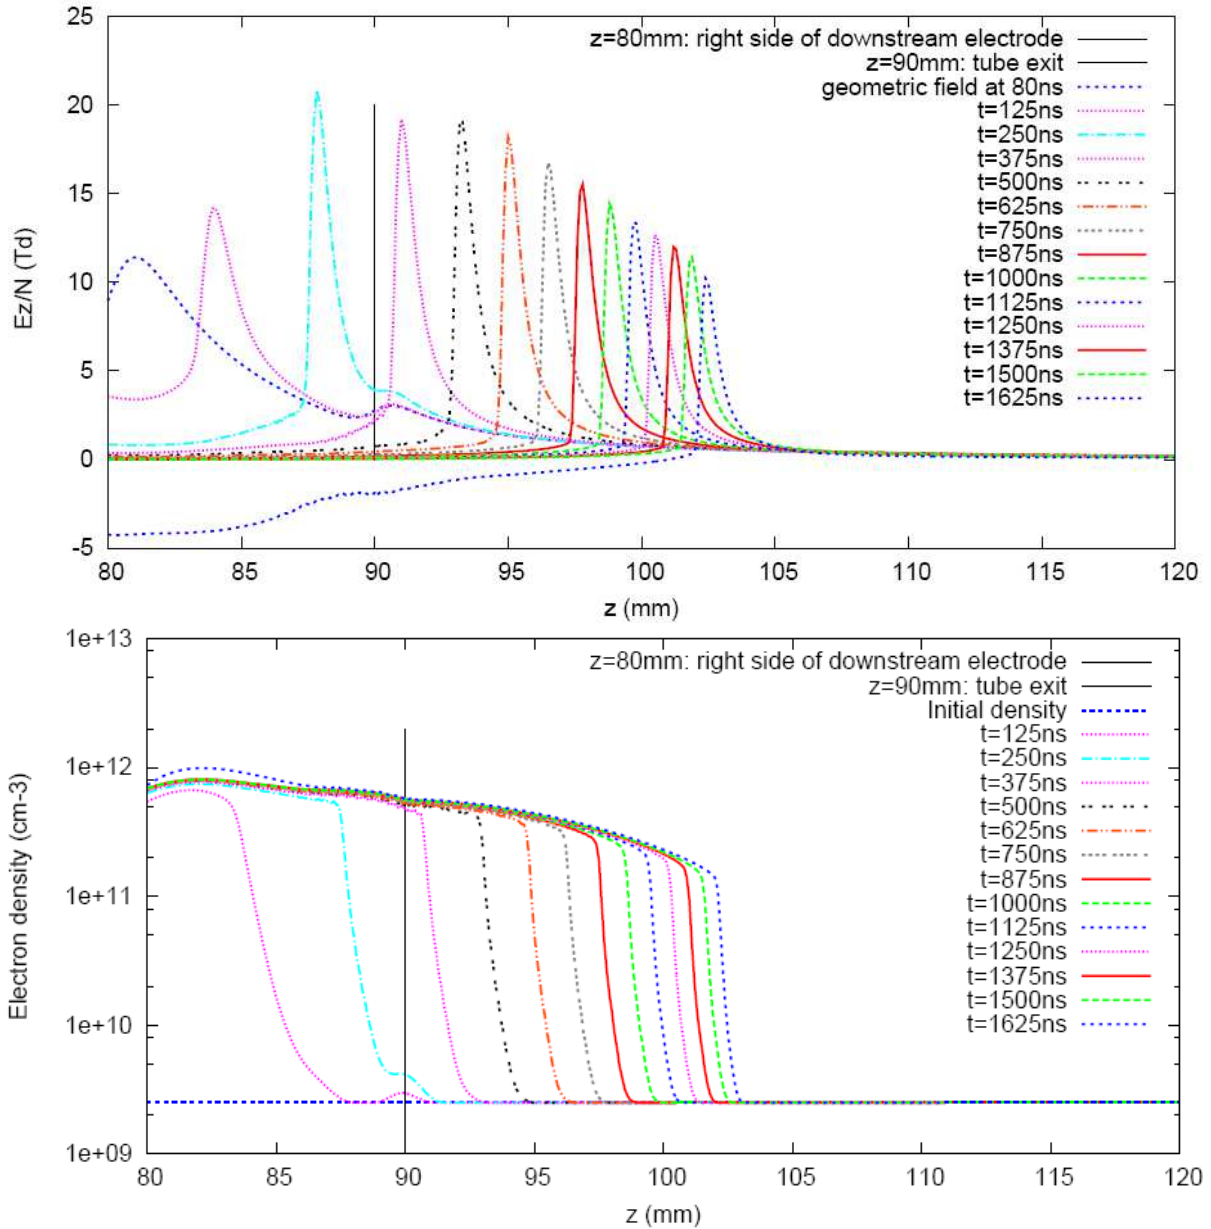 25
20
15
10
5
0
-5
Ez/N (Td)
z=80mm: right side of downstream electrode
z=90mm: tube exit
geometric field at 80ns
t=125ns
t=250ns
t=375ns
t=500ns
t=625ns
t=750ns
t=875ns
t=1000ns
t=1125ns
t=1250ns
t=1375ns
t=1500ns
t=1625ns
80 85 90 95 100 105 110 115 120
z (mm)
1e+13
1e+12
1e+11
1e+10
1e+09
Electron density (cm-3)
z=80mm: right side of downstream electrode
z=90mm: tube exit
Initial density
t=125ns
t=250ns
t=375ns
t=500ns
t=625ns
t=750ns
t=875ns
t=1000ns
t=1125ns
t=1250ns
t=1375ns
t=1500ns
t=1625ns
80 85 90 95 100 105 110 115 120
z (mm)